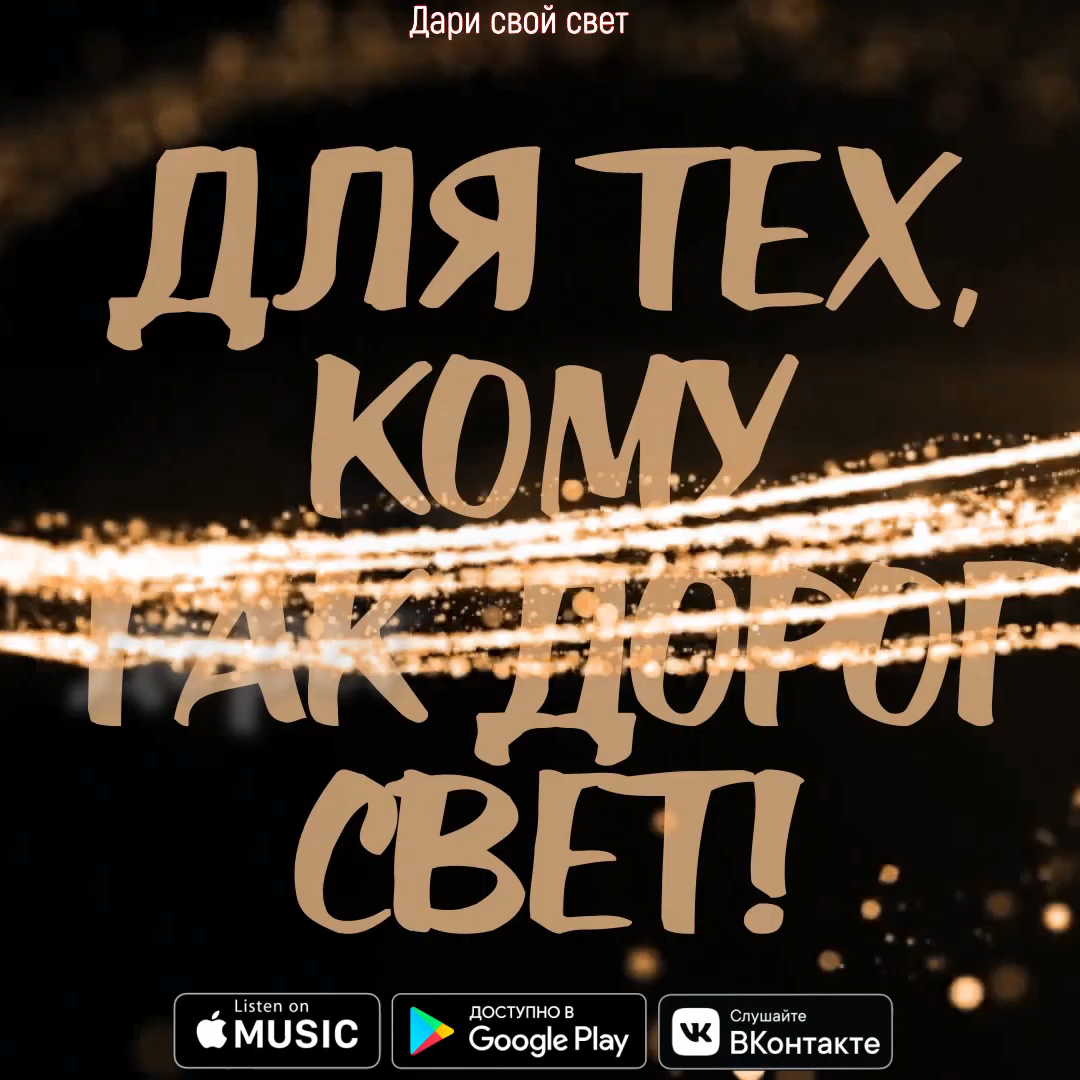 Дари свой свет
ДЛЯ ТЕХ,
КОМУ
ТАК ДОРОГ
СВЕТ!
Listen on
MUSIC
ДОСТУПНО В
Google Play
Слушайте
ВКонтакте